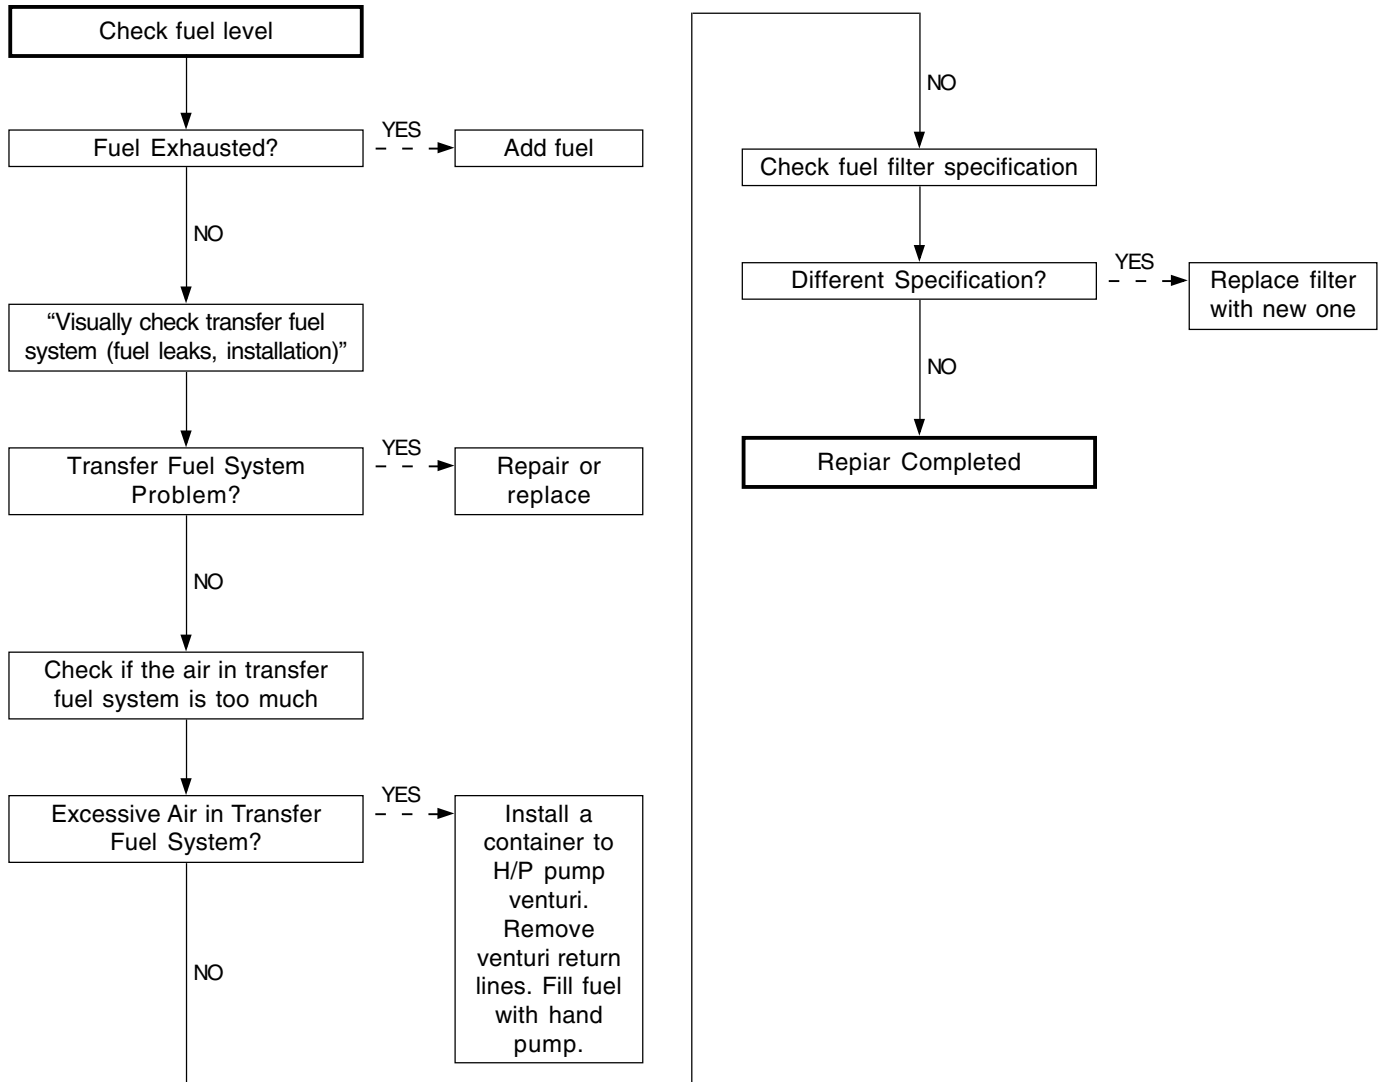 Check fuel level
Fuel Exhausted?
YES
Add fuel
NO
“Visually check transfer fuel
system (fuel leaks, installation)”
Transfer Fuel System
Problem?
YES
Repair or
replace
NO
Check if the air in transfer
fuel system is too much
Excessive Air in Transfer
Fuel System?
YES
Install a
container to
H/P pump
venturi.
Remove
venturi return
lines. Fill fuel
with hand
pump.
NO
NO
Check fuel filter specification
Different Specification?
YES
Replace filter
with new one
NO
Repiar Completed